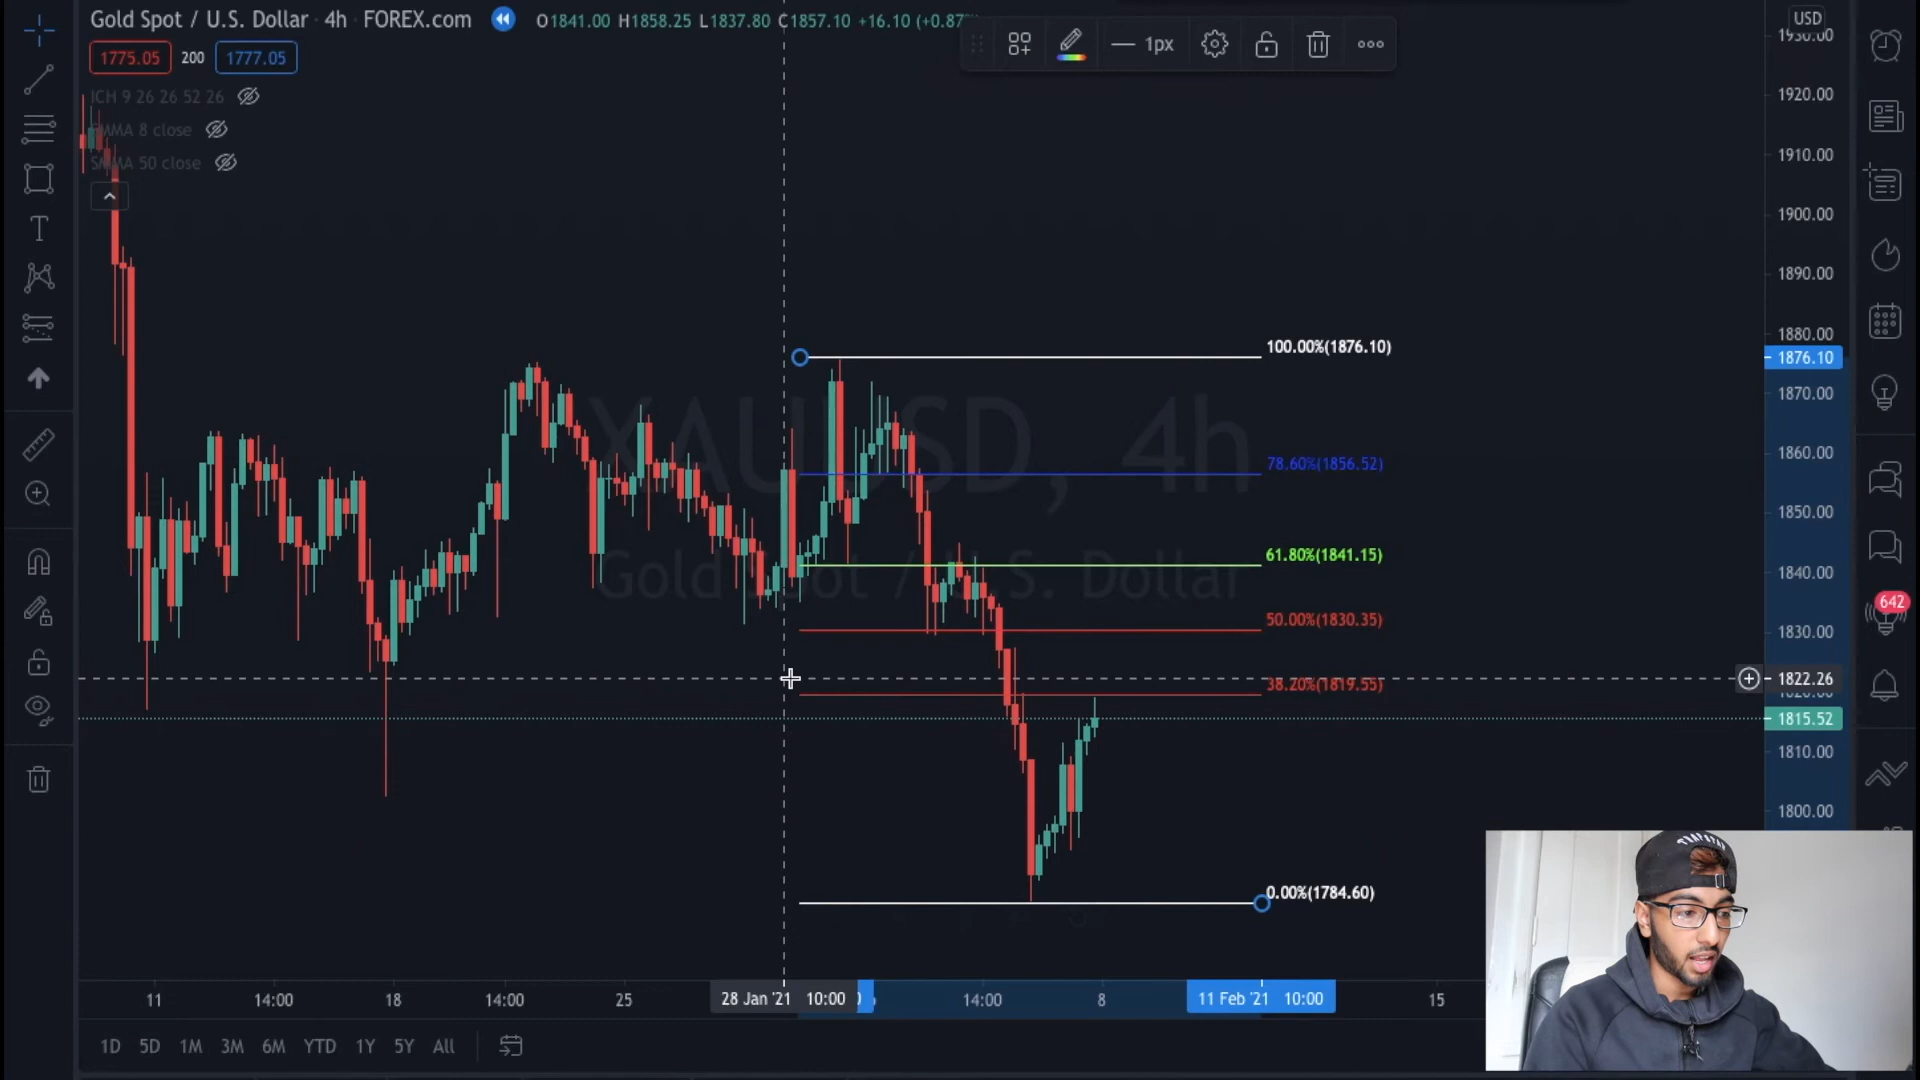 Gold Spot / U.S. Dollar · 4h · FOREX.com O1841.00 H1858.25 L1837.80 C1857.10 +16.10 (+0.87
1px
USD
1775.05 200 1777.05
ICH 9 26 26 52 26
SMMA 8 close
SMMA 50 close
1930.00
1920.00
1910.00
1900.00
1890.00
1880.00
1876.10
1870.00
1860.00
1850.00
1840.00
1830.00
1822.26
1820.00
1815.52
1810.00
1800.00
100.00%(1876.10)
78.60%(1856.52)
61.80%(1841.15)
50.00%(1830.35)
38.20%(1819.55)
0.00%(1784.60)
XAUUSD, 4h
Gold Spot / U.S. Dollar
642
11 14:00 18 14:00 25 28 Jan '21 10:00 14:00 8 11 Feb '21 10:00 15
1D 5D 1M 3M 6M YTD 1Y 5Y All